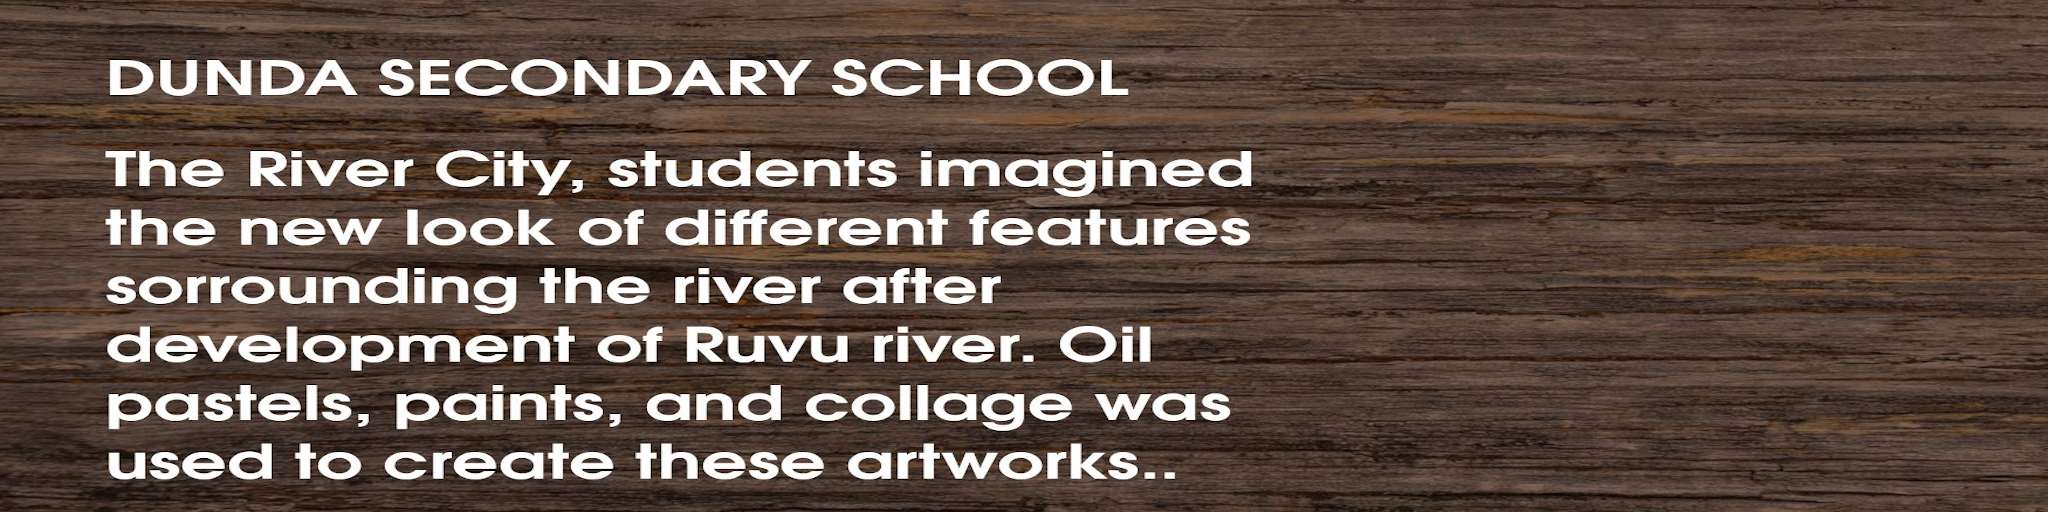 DUNDA SECONDARY SCHOOL
The River City, students imagined
the new look of different features
sorrounding the river after
development of Ruvu river. Oil
pastels, paints, and collage was
used to create these artworks..